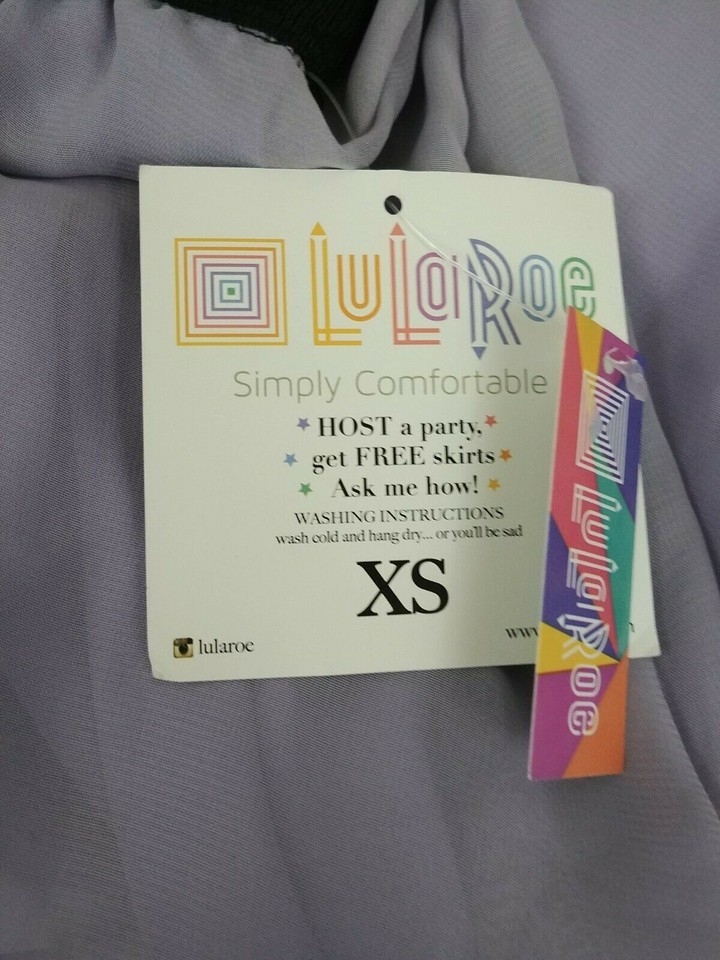 LuLaRoe
Simply Comfortable
HOST a party,
get FREE skirts
Ask me how!
WASHING INSTRUCTIONS
wash cold and hang dry... or you'll be sad
XS
lularoe
www.
LuLaRoe